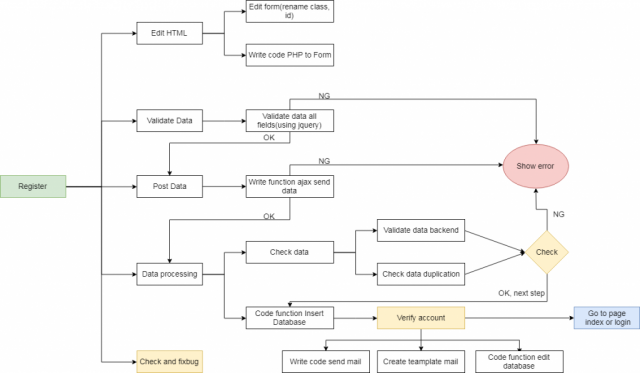 Edit form(rename class,
id)
Edit HTML
Write code PHP to Form
NG
Validate Data
Validate data all
fields(using jquery)
OK
Show error
NG
Register
Post Data
Write function ajax send
data
OK
NG
Validate data backend
Check data
Check
Data processing
Check data duplication
OK, next step
Code function Insert
Database
Verify account
Go to page
index or login
Check and fixbug
Write code send mail
Create teamplate mail
Code function edit
database